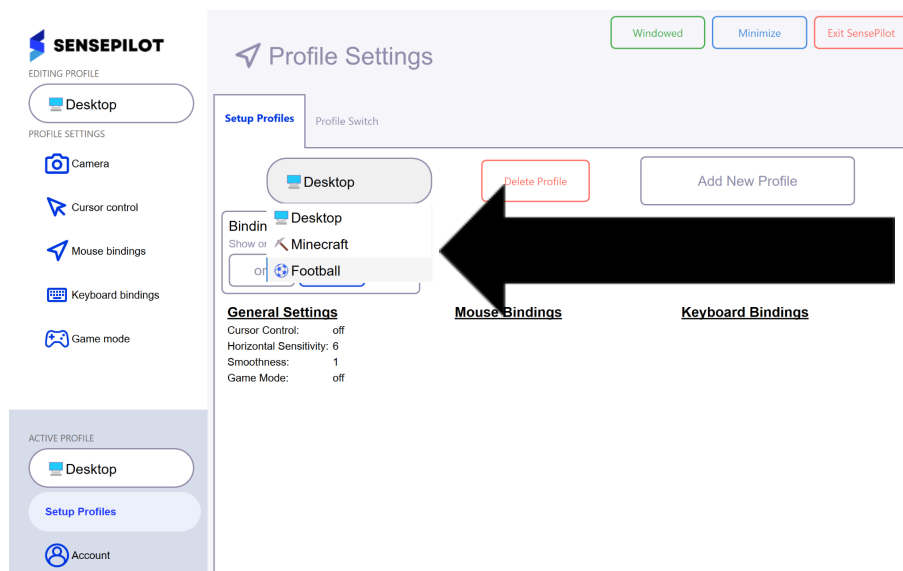 SENSEPILOT
EDITING PROFILE
Desktop
PROFILE SETTINGS
Camera
Cursor control
Mouse bindings
Keyboard bindings
Game mode
ACTIVE PROFILE
Desktop
Setup Profiles
Account
Profile Settings
Windowed
Minimize
Exit SensePilot
Setup Profiles
Profile Switch
Desktop
Delete Profile
Add New Profile
Desktop
Minecraft
Football
Bindin
Show or
General Settings
Cursor Control: off
Horizontal Sensitivity: 6
Smoothness: 1
Game Mode: off
Mouse Bindings
Keyboard Bindings